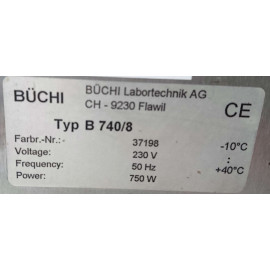 BÜCHI
BÜCHI Labortechnik AG
CH - 9230 Flawil
CE
Typ B 740/8
Farbr.-Nr.:- 37198 -10°C
Voltage: 230 V :
Frequency: 50 Hz +40°C
Power: 750 W